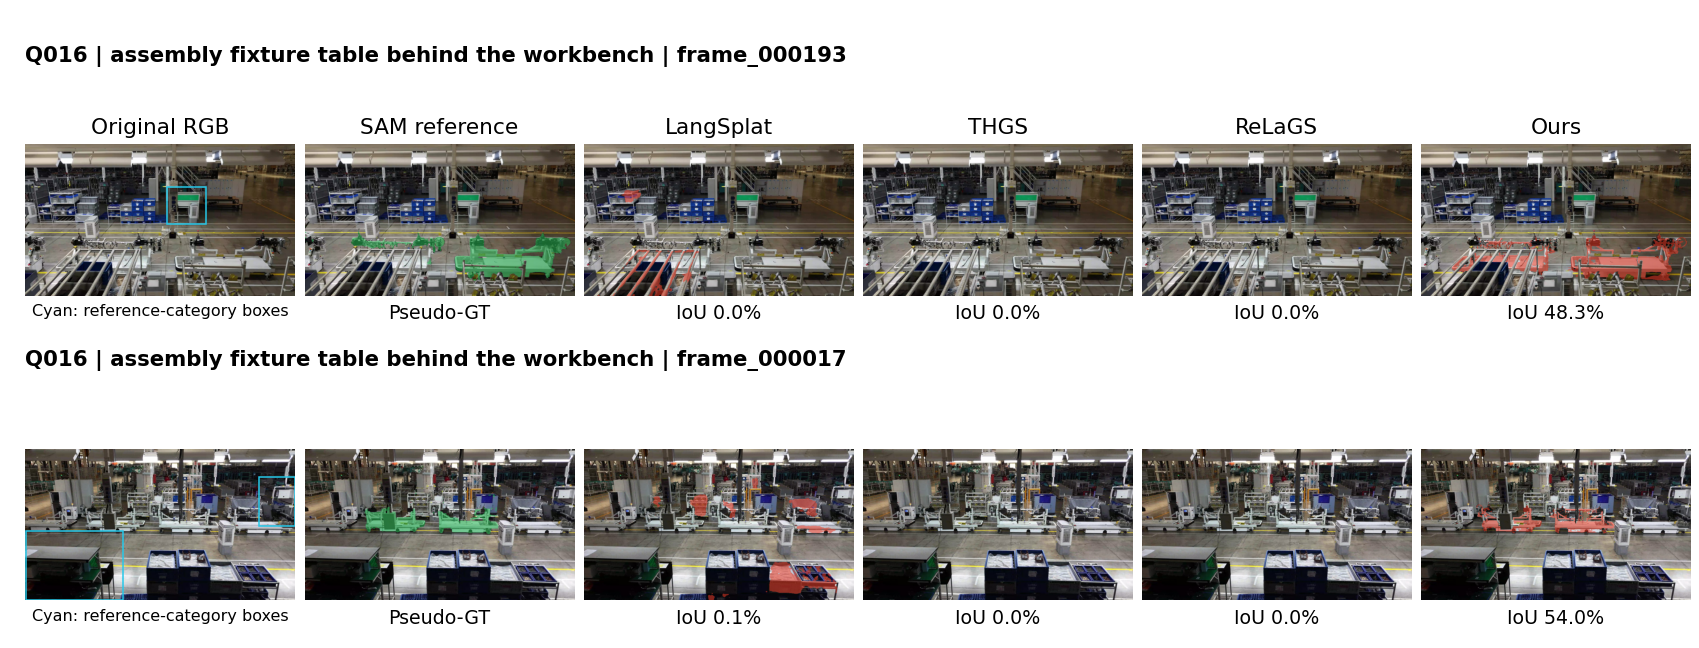 Q016 | assembly fixture table behind the workbench | frame_000193
Original RGB SAM reference LangSplat THGS ReLaGS Ours
Cyan: reference-category boxes Pseudo-GT IoU 0.0% IoU 0.0% IoU 0.0% IoU 48.3%
Q016 | assembly fixture table behind the workbench | frame_000017
Cyan: reference-category boxes Pseudo-GT IoU 0.1% IoU 0.0% IoU 0.0% IoU 54.0%